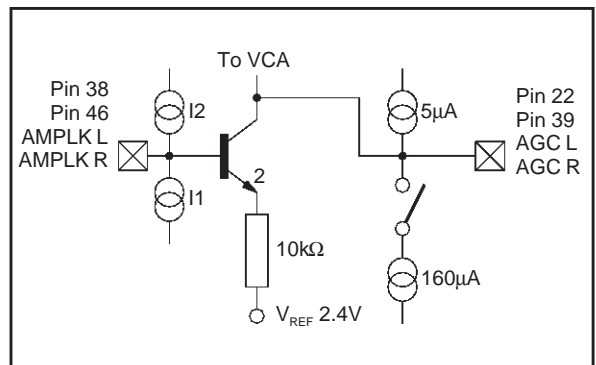 To VCA
Pin 38
Pin 46
AMPLK L
AMPLK R
I2
I1
2
10kΩ
VREF 2.4V
5µA
160µA
Pin 22
Pin 39
AGC L
AGC R